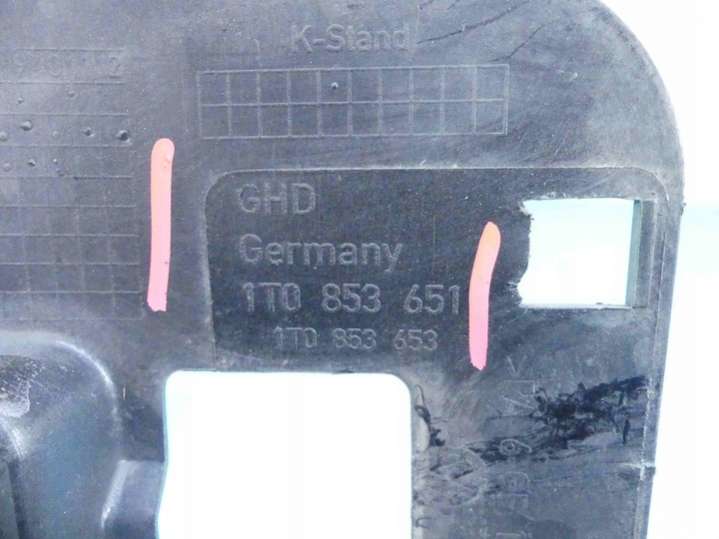 K-Stand
GHD
Germany
1T0 853 651
1T0 853 653